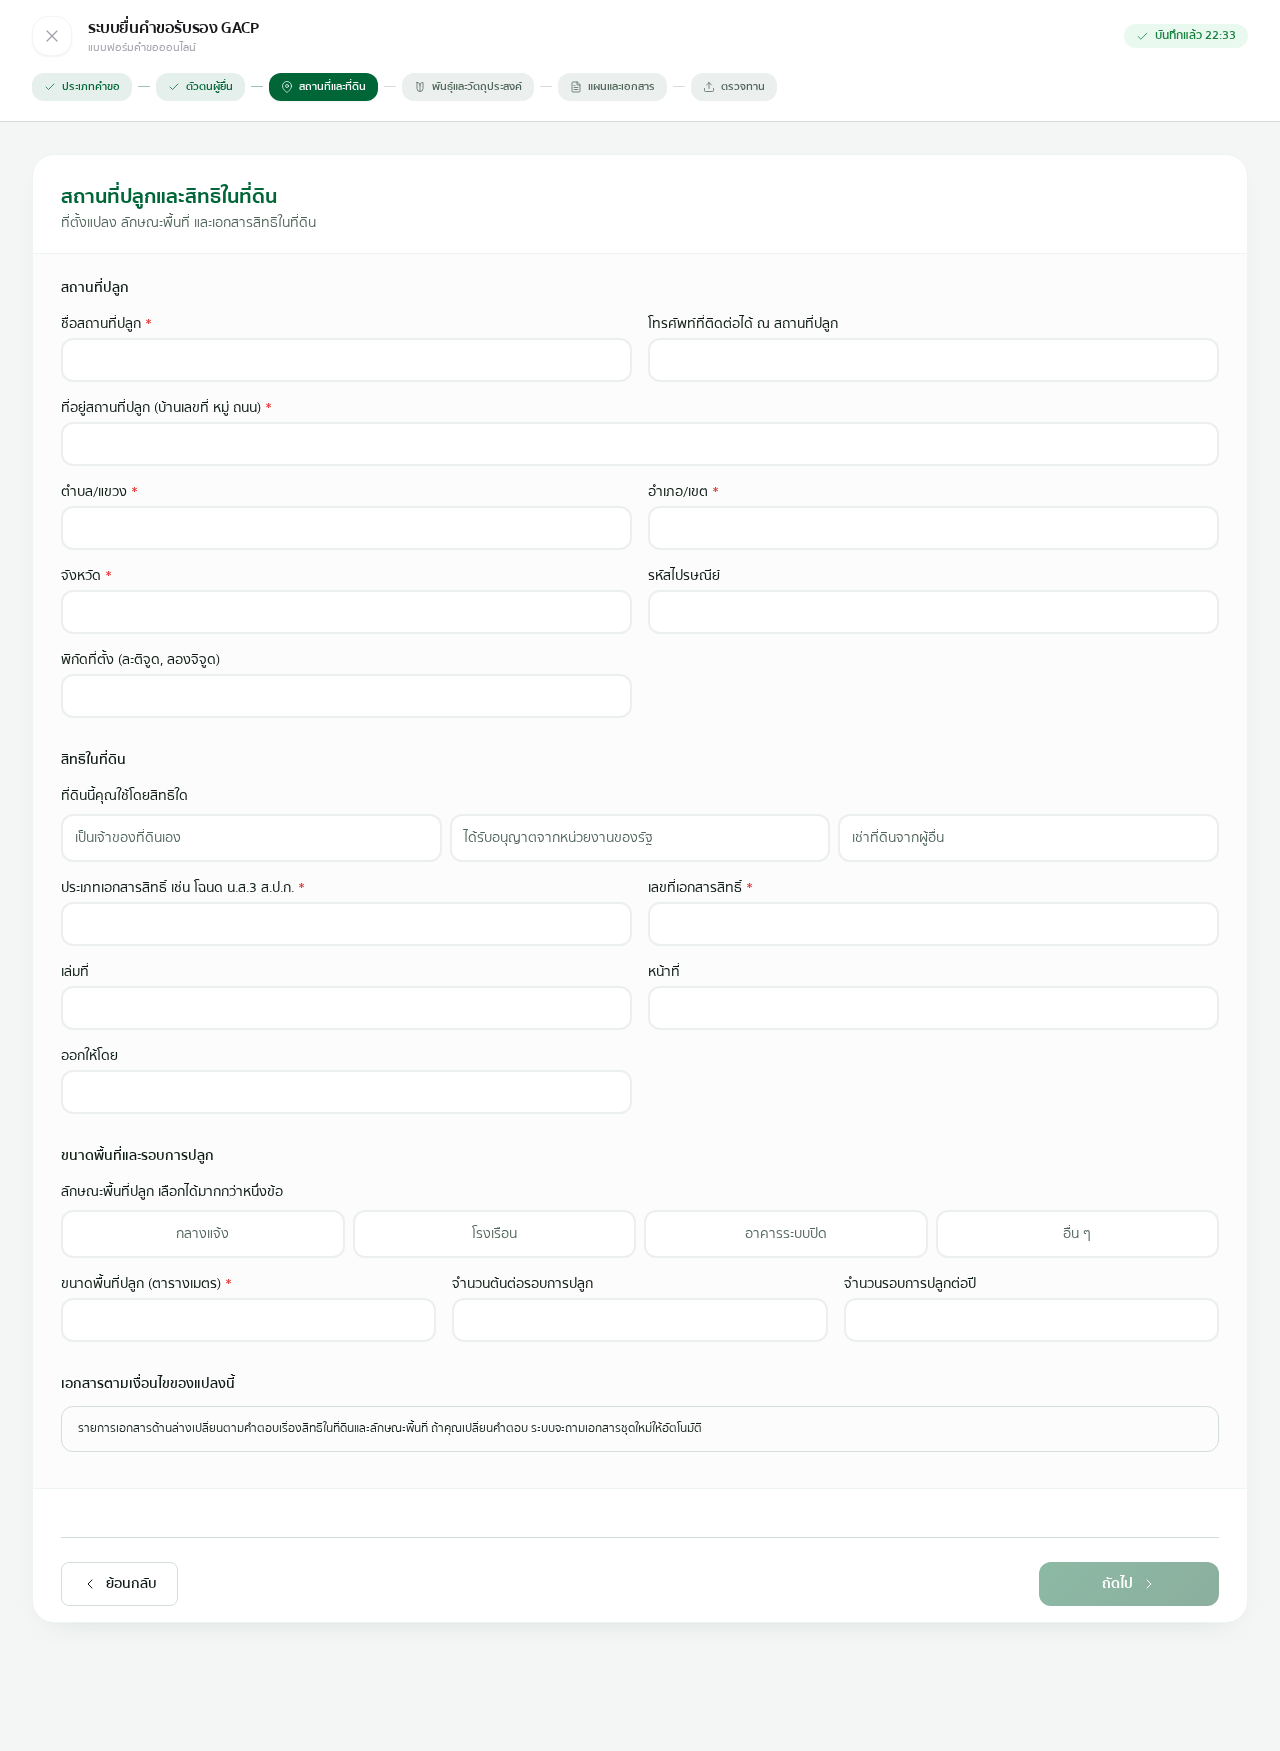 ระบบยื่นคำขอรับรอง GACP
แบบฟอร์มคำขอออนไลน์
บันทึกแล้ว 22:33
ประเภทคำขอ
ตัวตนผู้ยื่น
สถานที่และที่ดิน
พันธุ์และวัตถุประสงค์
แผนและเอกสาร
ตรวจทาน
สถานที่ปลูกและสิทธิในที่ดิน
ที่ตั้งแปลง ลักษณะพื้นที่ และเอกสารสิทธิในที่ดิน
สถานที่ปลูก
ชื่อสถานที่ปลูก *
โทรศัพท์ที่ติดต่อได้ ณ สถานที่ปลูก
ที่อยู่สถานที่ปลูก (บ้านเลขที่ หมู่ ถนน) *
ตำบล/แขวง *
อำเภอ/เขต *
จังหวัด *
รหัสไปรษณีย์
พิกัดที่ตั้ง (ละติจูด, ลองจิจูด)
สิทธิในที่ดิน
ที่ดินนี้คุณใช้โดยสิทธิใด
เป็นเจ้าของที่ดินเอง
ได้รับอนุญาตจากหน่วยงานของรัฐ
เช่าที่ดินจากผู้อื่น
ประเภทเอกสารสิทธิ์ เช่น โฉนด น.ส.3 ส.ป.ก. *
เลขที่เอกสารสิทธิ์ *
เล่มที่
หน้าที่
ออกให้โดย
ขนาดพื้นที่และรอบการปลูก
ลักษณะพื้นที่ปลูก เลือกได้มากกว่าหนึ่งข้อ
กลางแจ้ง
โรงเรือน
อาคารระบบปิด
อื่น ๆ
ขนาดพื้นที่ปลูก (ตารางเมตร) *
จำนวนต้นต่อรอบการปลูก
จำนวนรอบการปลูกต่อปี
เอกสารตามเงื่อนไขของแปลงนี้
รายการเอกสารด้านล่างเปลี่ยนตามคำตอบเรื่องสิทธิในที่ดินและลักษณะพื้นที่ ถ้าคุณเปลี่ยนคำตอบ ระบบจะถามเอกสารชุดใหม่ให้อัตโนมัติ
ย้อนกลับ
ถัดไป